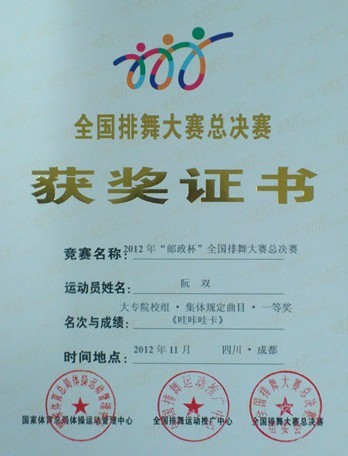 全国排舞大赛总决赛
获奖证书
竞赛名称：2012年“邮政杯”全国排舞大赛总决赛
运动员姓名： 阮 双
大专院校组·集体规定曲目·一等奖
名次与成绩： 《哇咔哇卡》
时间地点： 2012年11月 四川·成都
国家体育总局体操运动管理中心 全国排舞运动推广中心 全国排舞大赛总决赛